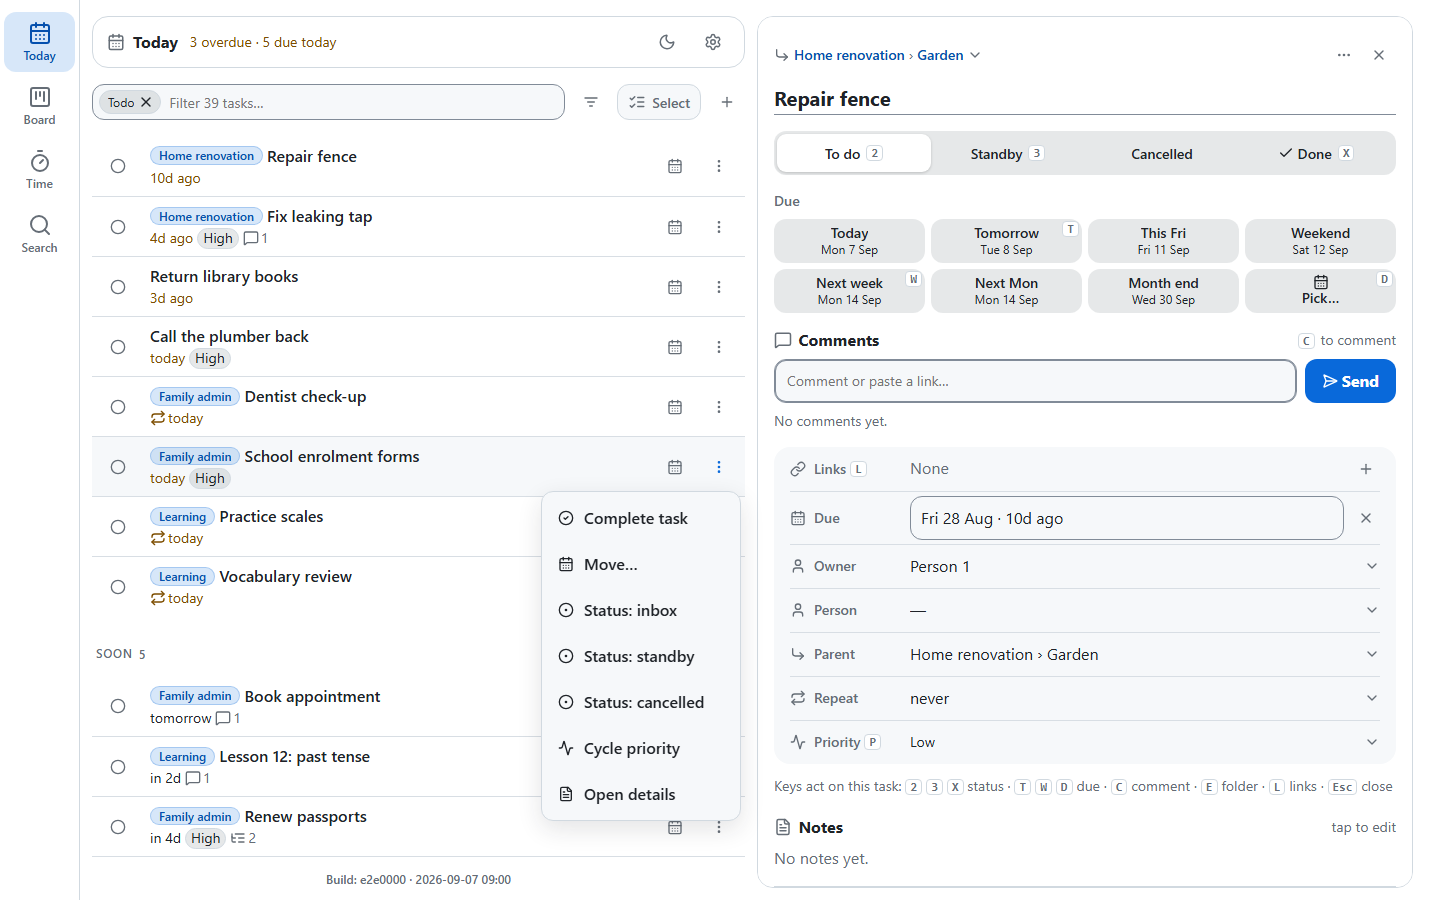 Today
Board
Time
Search
Today 3 overdue · 5 due today
Todo Filter 39 tasks...
Select
Home renovation Repair fence
10d ago
Home renovation Fix leaking tap
4d ago High 1
Return library books
3d ago
Call the plumber back
today High
Family admin Dentist check-up
today
Family admin School enrolment forms
today High
Learning Practice scales
today
Learning Vocabulary review
today
SOON 5
Family admin Book appointment
tomorrow 1
Learning Lesson 12: past tense
in 2d 1
Family admin Renew passports
in 4d High 2
Build: e2e0000 · 2026-09-07 09:00
Complete task
Move...
Status: inbox
Status: standby
Status: cancelled
Cycle priority
Open details
Home renovation › Garden
Repair fence
To do 2 Standby 3 Cancelled Done X
Due
Today Tomorrow T This Fri Weekend
Mon 7 Sep Tue 8 Sep Fri 11 Sep Sat 12 Sep
Next week W Next Mon Month end D
Mon 14 Sep Mon 14 Sep Wed 30 Sep Pick...
Comments C to comment
Comment or paste a link... Send
No comments yet.
Links L None
Due Fri 28 Aug · 10d ago
Owner Person 1
Person —
Parent Home renovation › Garden
Repeat never
Priority P Low
Keys act on this task: 2 3 X status · T W D due · C comment · E folder · L links · Esc close
Notes tap to edit
No notes yet.